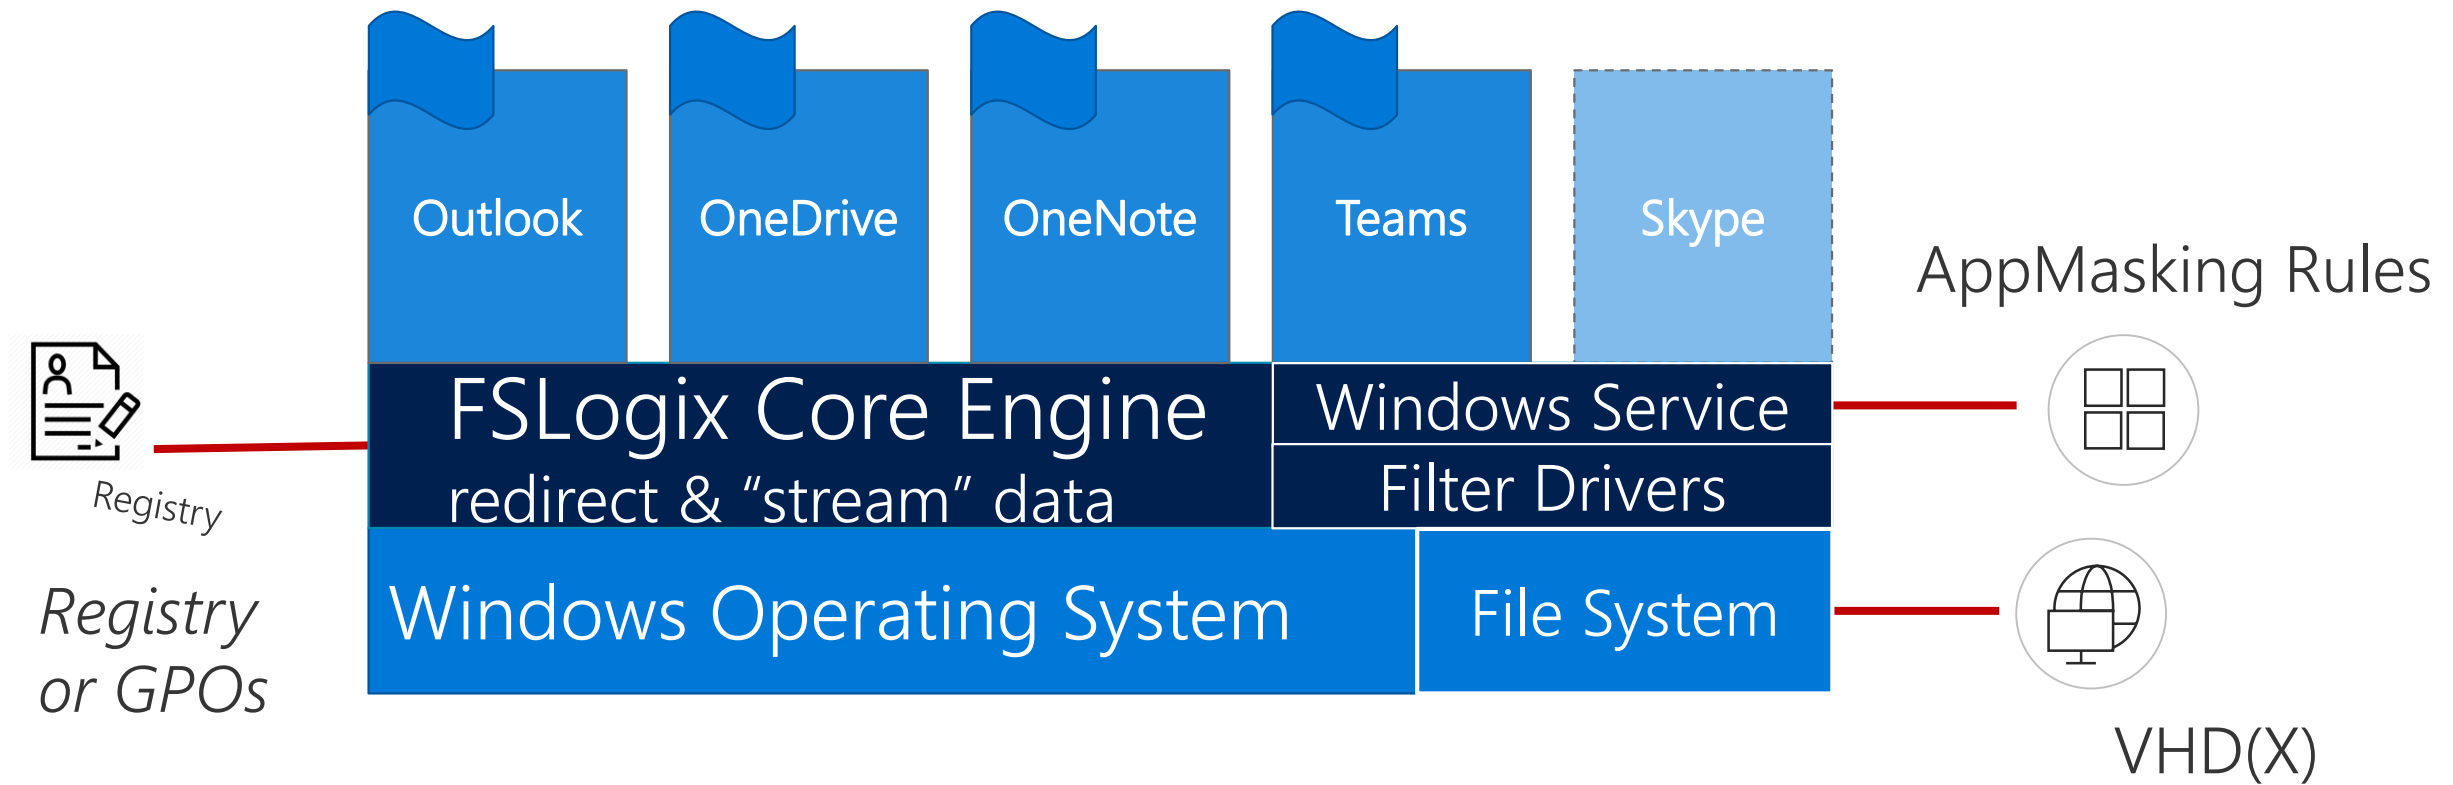 Outlook
OneDrive
OneNote
Teams
Skype
AppMasking Rules
FSLogix Core Engine
redirect & “stream” data
Windows Service
Filter Drivers
Registry
Registry
or GPOs
Windows Operating System
File System
VHD(X)